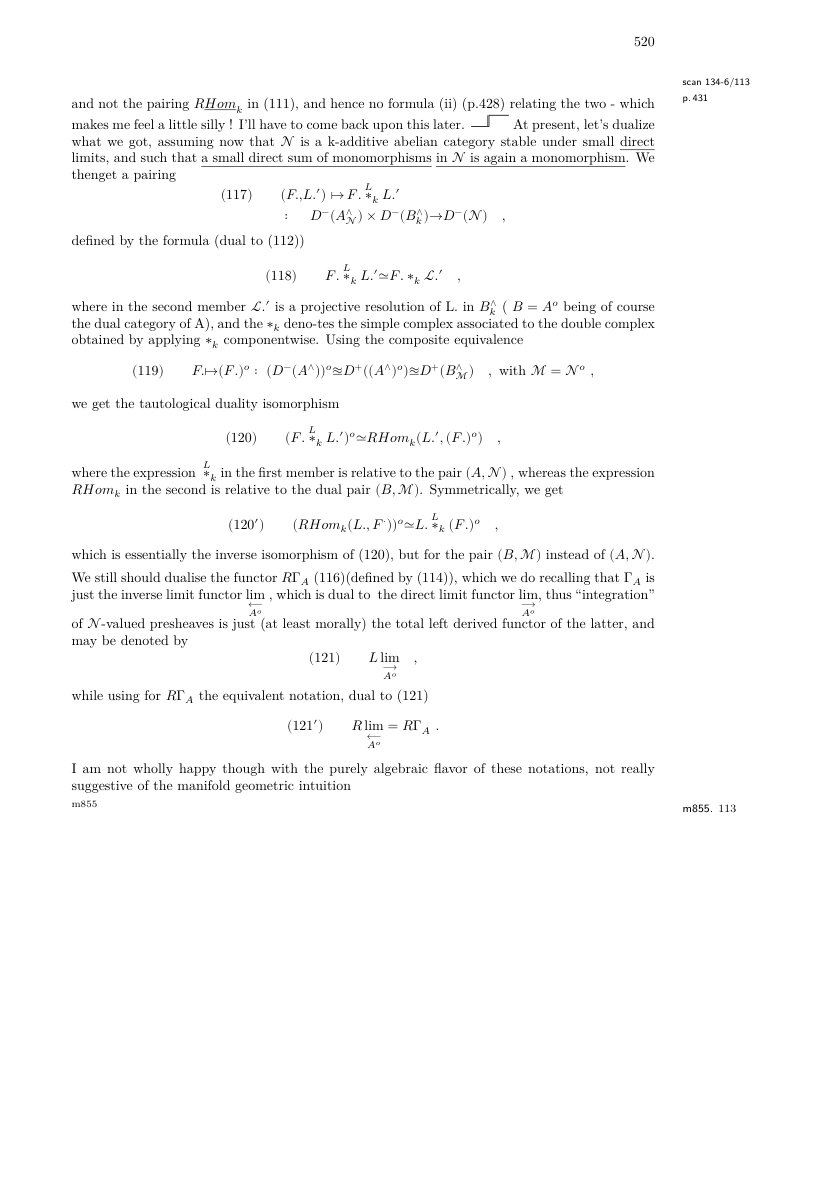 520
scan 134-6/113
and not the pairing RHom_k in (111), and hence no formula (ii) (p.428) relating the two - which
p. 431
makes me feel a little silly ! I'll have to come back upon this later. At present, let's dualize
what we got, assuming now that 𝒩 is a k-additive abelian category stable under small direct
limits, and such that a small direct sum of monomorphisms in 𝒩 is again a monomorphism. We
thenget a pairing
(117) (F.,L.′) ↦ F. *^L_k L.′
: D⁻(A^∧_𝒩) × D⁻(B^∧_k)→D⁻(𝒩) ,
defined by the formula (dual to (112))
(118) F. *^L_k L.′≃F. *_k ℒ.′ ,
where in the second member ℒ.′ is a projective resolution of L. in B^∧_k ( B = A^o being of course
the dual category of A), and the *_k deno-tes the simple complex associated to the double complex
obtained by applying *_k componentwise. Using the composite equivalence
(119) F.↦(F.)^o : (D⁻(A^∧))^o≋D⁺((A^∧)^o)≋D⁺(B^∧_ℳ) , with ℳ = 𝒩^o ,
we get the tautological duality isomorphism
(120) (F. *^L_k L.′)^o≃RHom_k(L.′, (F.)^o) ,
where the expression *^L_k in the first member is relative to the pair (A, 𝒩) , whereas the expression
RHom_k in the second is relative to the dual pair (B, ℳ). Symmetrically, we get
(120′) (RHom_k(L., F^·))^o≃L. *^L_k (F.)^o ,
which is essentially the inverse isomorphism of (120), but for the pair (B, ℳ) instead of (A, 𝒩).
We still should dualise the functor RΓ_A (116)(defined by (114)), which we do recalling that Γ_A is
just the inverse limit functor lim ← A^o , which is dual to the direct limit functor lim → A^o, thus “integration”
of 𝒩-valued presheaves is just (at least morally) the total left derived functor of the latter, and
may be denoted by
(121) L lim → A^o ,
while using for RΓ_A the equivalent notation, dual to (121)
(121′) R lim ← A^o = RΓ_A .
I am not wholly happy though with the purely algebraic flavor of these notations, not really
suggestive of the manifold geometric intuition
m855
m855. 113